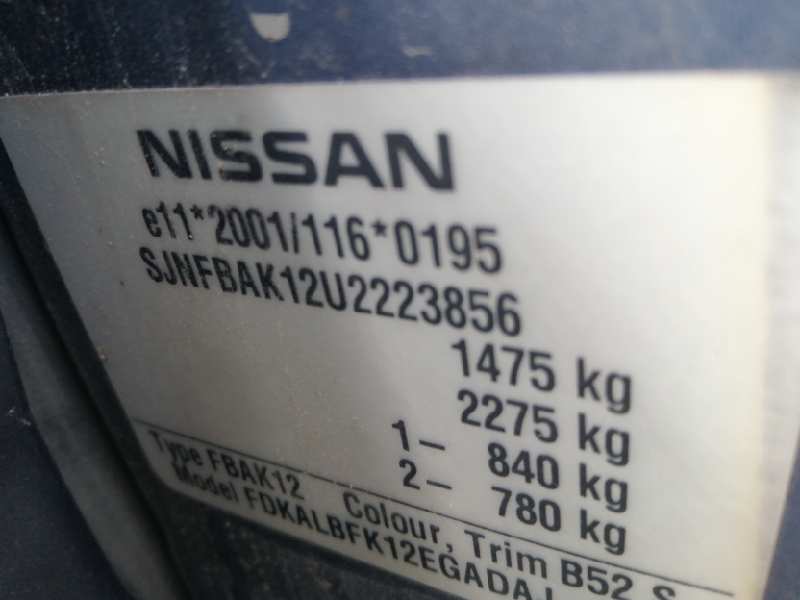 NISSAN
e11*2001/116*0195
SJNFBAK12U2223856
1475 kg
2275 kg
1– 840 kg
2– 780 kg
Type FBAK12 Colour, Trim B52 S
Model FDKALBFK12EGADAJ